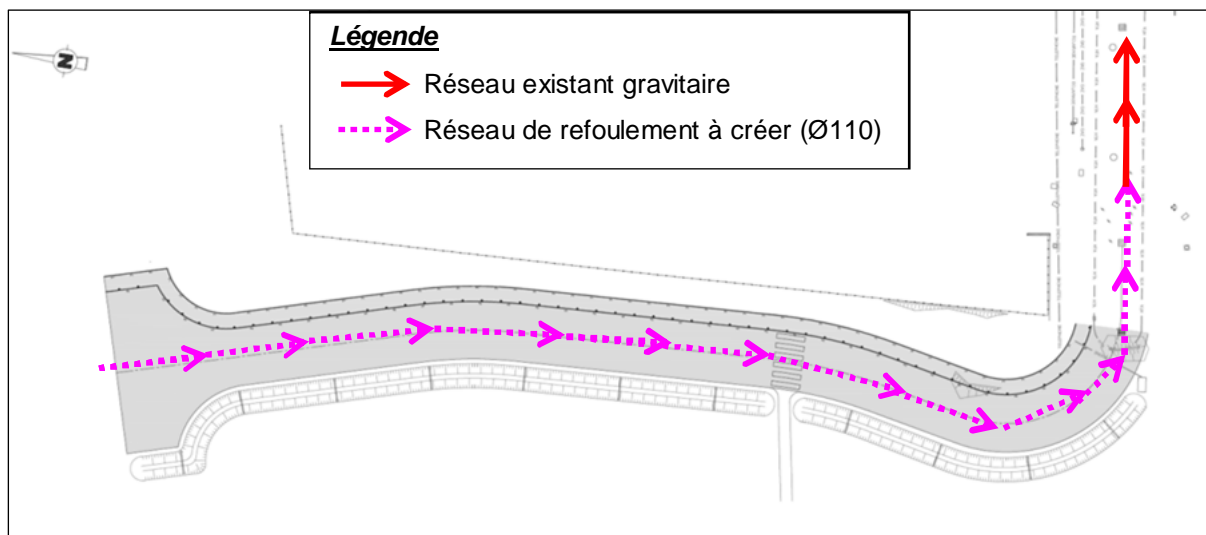 Légende
Réseau existant gravitaire
Réseau de refoulement à créer (Ø110)
N